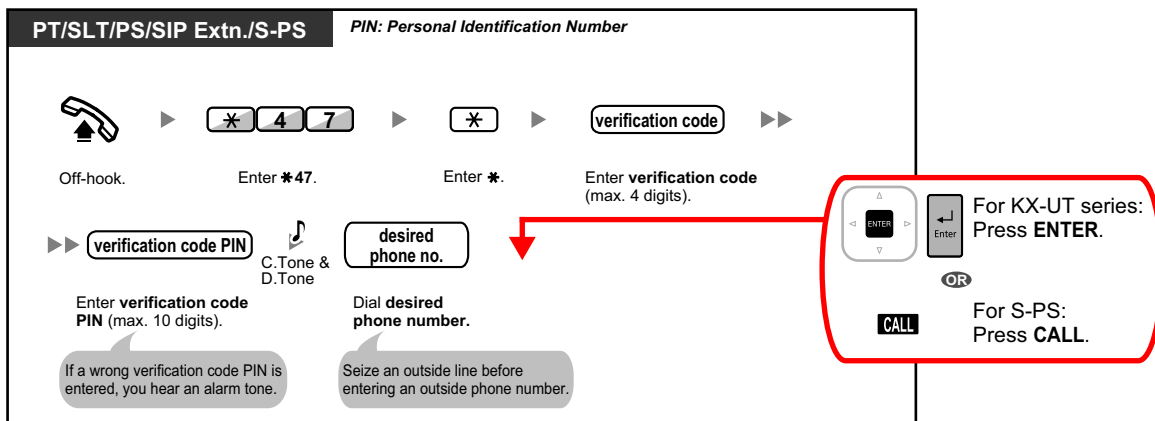 PT/SLT/PS/SIP Extn./S-PS
PIN: Personal Identification Number
✱ 4 7
✱
verification code
Off-hook.
Enter ✱47.
Enter ✱.
Enter verification code
(max. 4 digits).
verification code PIN
C.Tone &
D.Tone
desired
phone no.
Enter verification code
PIN (max. 10 digits).
Dial desired
phone number.
If a wrong verification code PIN is
entered, you hear an alarm tone.
Seize an outside line before
entering an outside phone number.
ENTER
Enter
For KX-UT series:
Press ENTER.
OR
CALL
For S-PS:
Press CALL.